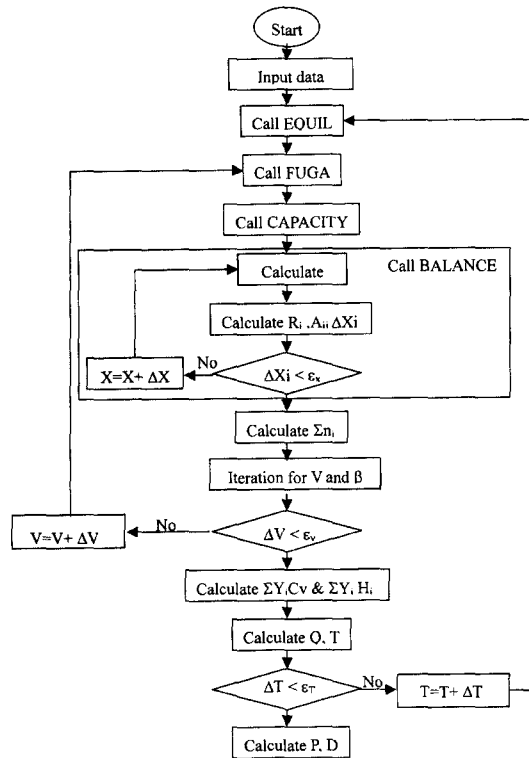 Start
Input data
Call EQUIL
Call FUGA
Call CAPACITY
Call BALANCE
Calculate
Calculate Ri ,Aii ΔXi
ΔXi < εx
No
X=X+ ΔX
Calculate Σni
Iteration for V and β
ΔV < εv
No
V=V+ ΔV
Calculate ΣYiCv & ΣYi Hi
Calculate Q, T
ΔT < εT
No
T=T+ ΔT
Calculate P, D